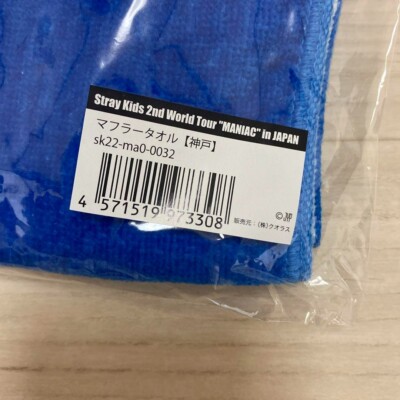 Stray Kids 2nd World Tour "MANIAC" in JAPAN
マフラータオル【神戸】
sk22-ma0-0032
4 571519 973308
販売元：(株)クオラス